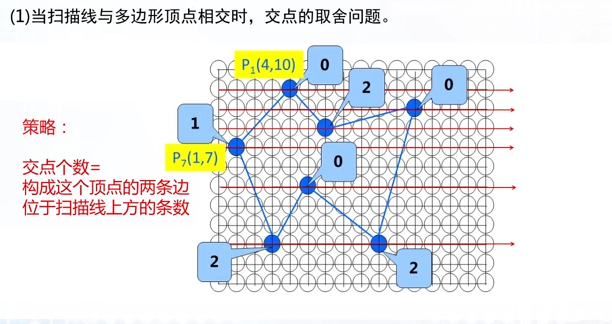 (1)当扫描线与多边形顶点相交时，交点的取舍问题。
P1(4,10)
0
2
0
1
策略：
P7(1,7)
0
交点个数=
构成这个顶点的两条边
位于扫描线上方的条数
2
2